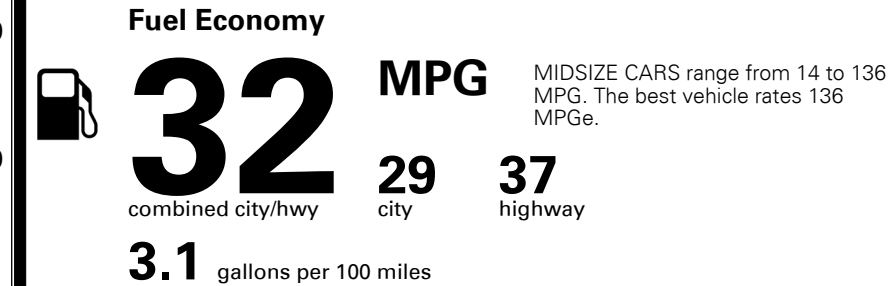 Fuel Economy
32 MPG
MIDSIZE CARS range from 14 to 136
MPG. The best vehicle rates 136
MPGe.
combined city/hwy
29
city
37
highway
3.1 gallons per 100 miles